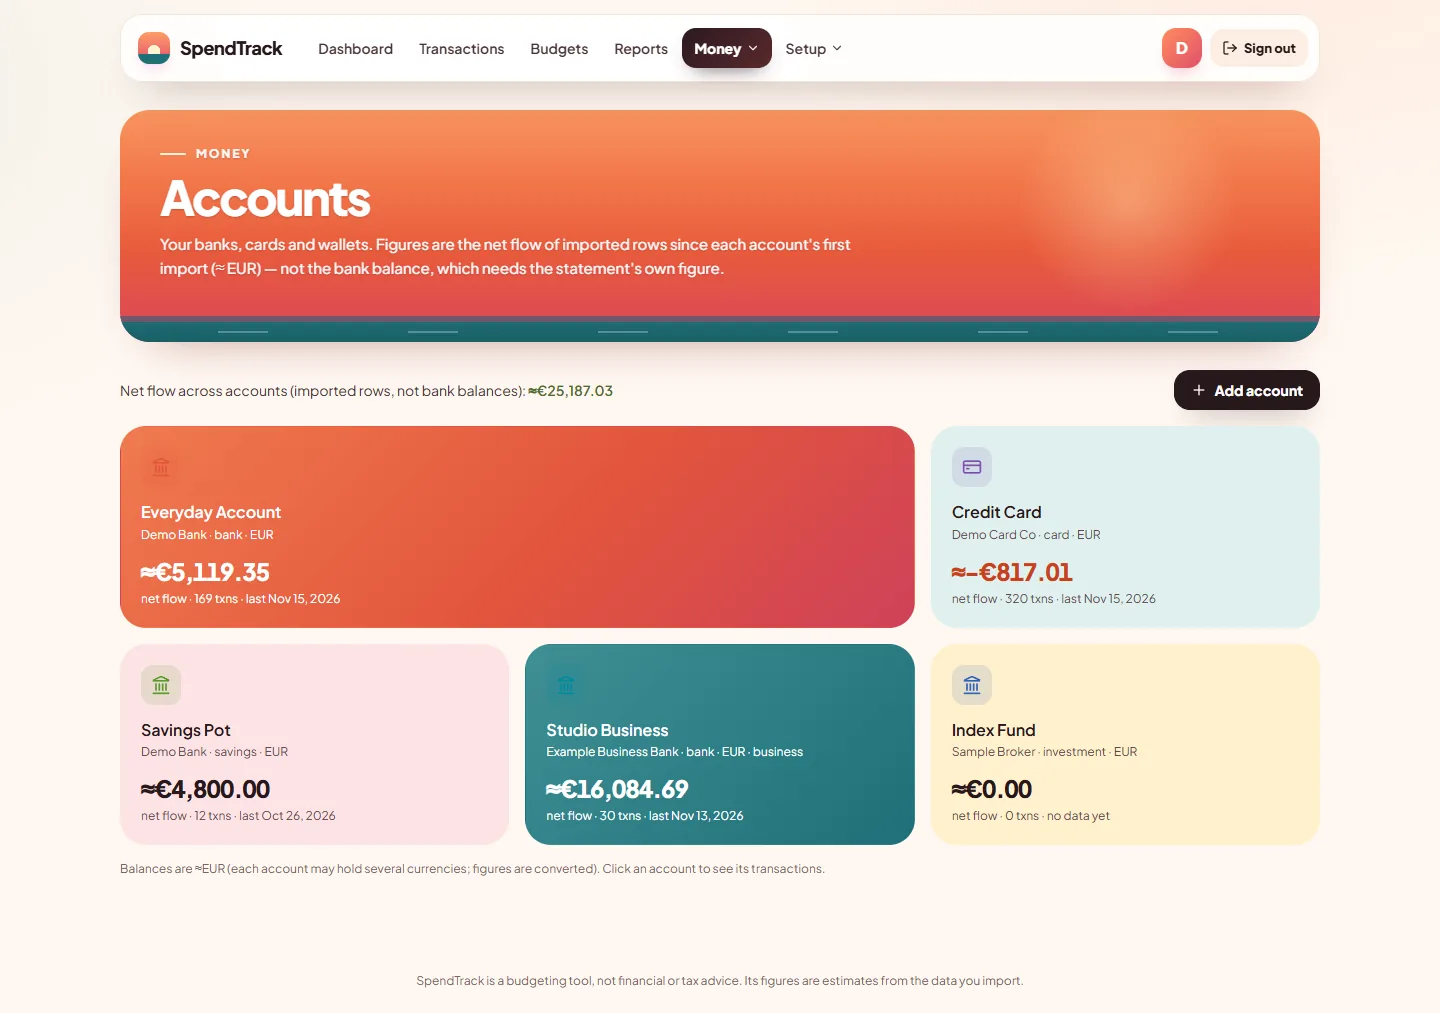 SpendTrack
Dashboard
Transactions
Budgets
Reports
Money
Setup
D
Sign out
MONEY
Accounts
Your banks, cards and wallets. Figures are the net flow of imported rows since each account's first
import (≈EUR) — not the bank balance, which needs the statement's own figure.
Net flow across accounts (imported rows, not bank balances): ≈€25,187.03
Add account
Everyday Account
Demo Bank · bank · EUR
≈€5,119.35
net flow · 169 txns · last Nov 15, 2026
Credit Card
Demo Card Co · card · EUR
≈−€817.01
net flow · 320 txns · last Nov 15, 2026
Savings Pot
Demo Bank · savings · EUR
≈€4,800.00
net flow · 12 txns · last Oct 26, 2026
Studio Business
Example Business Bank · bank · EUR · business
≈€16,084.69
net flow · 30 txns · last Nov 13, 2026
Index Fund
Sample Broker · investment · EUR
≈€0.00
net flow · 0 txns · no data yet
Balances are ≈EUR (each account may hold several currencies; figures are converted). Click an account to see its transactions.
SpendTrack is a budgeting tool, not financial or tax advice. Its figures are estimates from the data you import.